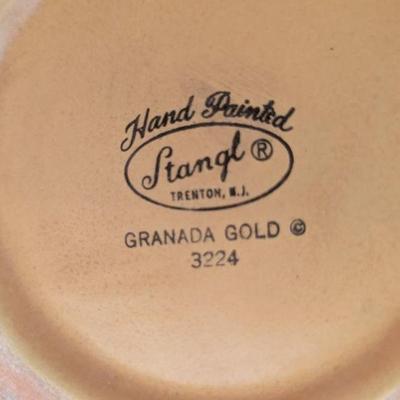 Hand Painted
Stangl ®
TRENTON, N.J.
GRANADA GOLD ©
3224